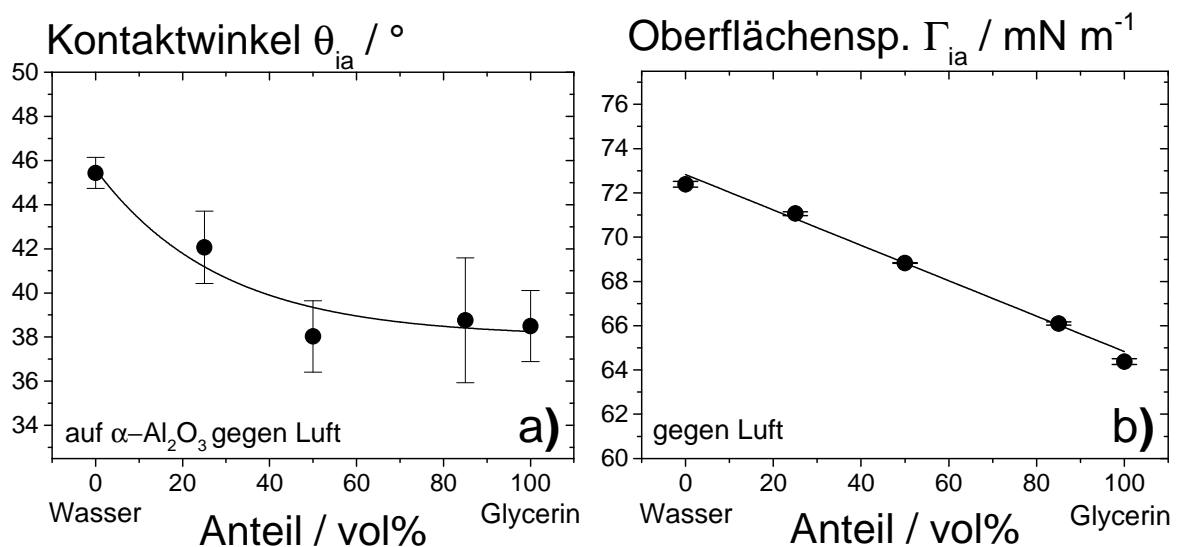 Kontaktwinkel θ_ia / °
50
48
46
44
42
40
38
36
34
auf α–Al₂O₃ gegen Luft
a)
0 20 40 60 80 100
Wasser Glycerin
Anteil / vol%
Oberflächensp. Γ_ia / mN m⁻¹
76
74
72
70
68
66
64
62
60
gegen Luft
b)
0 20 40 60 80 100
Wasser Glycerin
Anteil / vol%